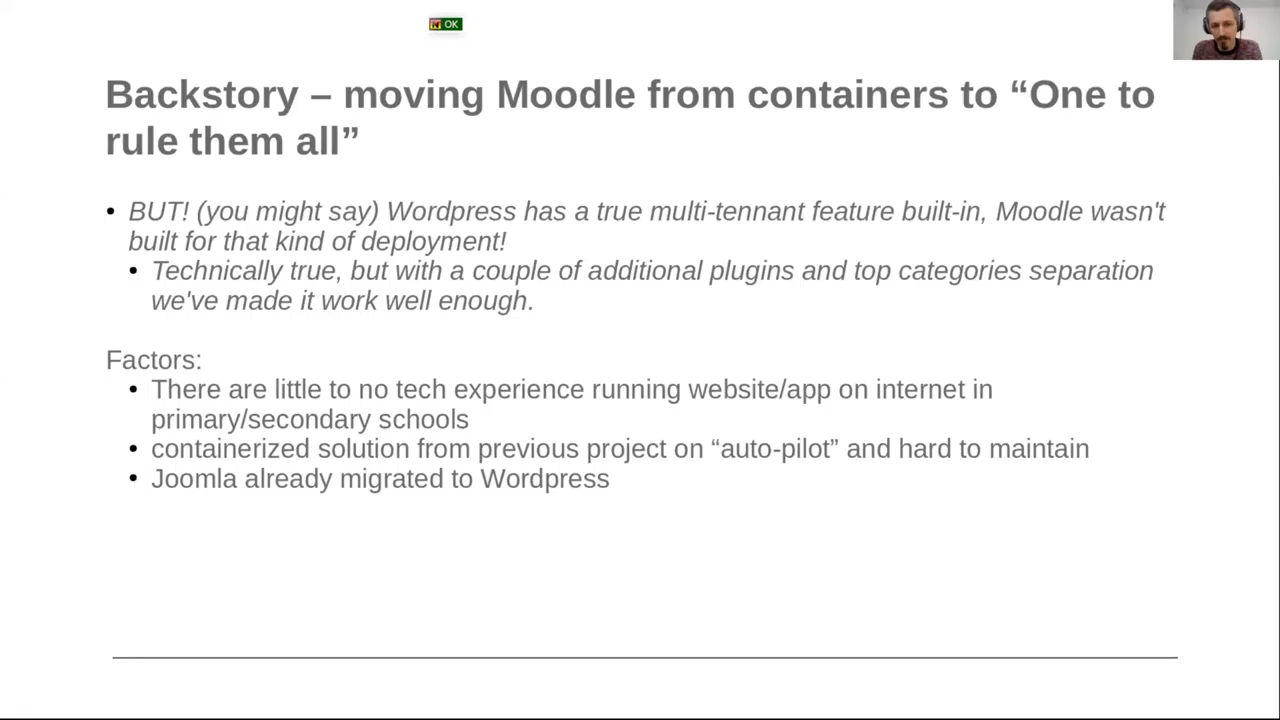 OK
Backstory – moving Moodle from containers to “One to
rule them all”
• BUT! (you might say) Wordpress has a true multi-tennant feature built-in, Moodle wasn't
built for that kind of deployment!
• Technically true, but with a couple of additional plugins and top categories separation
we've made it work well enough.
Factors:
• There are little to no tech experience running website/app on internet in
primary/secondary schools
• containerized solution from previous project on “auto-pilot” and hard to maintain
• Joomla already migrated to Wordpress